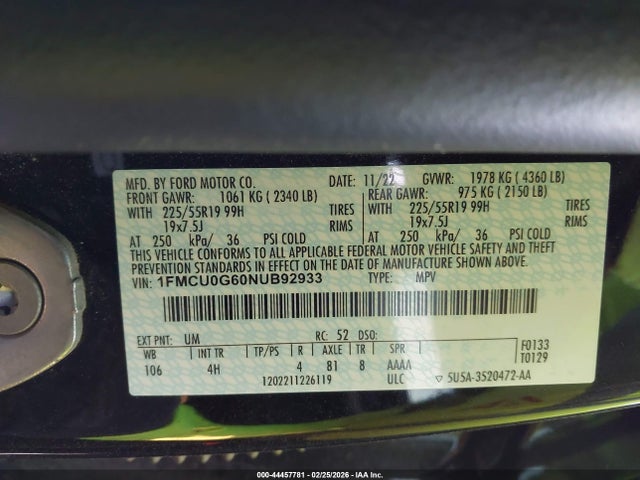 MFD. BY FORD MOTOR CO. DATE: 11/22 GVWR: 1978 KG ( 4360 LB)
FRONT GAWR: 1061 KG ( 2340 LB) REAR GAWR: 975 KG ( 2150 LB)
WITH 225/55R19 99H TIRES WITH 225/55R19 99H TIRES
19x7.5J RIMS 19x7.5J RIMS
AT 250 kPa/ 36 PSI COLD AT 250 kPa/ 36 PSI COLD
THIS VEHICLE CONFORMS TO ALL APPLICABLE FEDERAL MOTOR VEHICLE SAFETY AND THEFT
PREVENTION STANDARDS IN EFFECT ON THE DATE OF MANUFACTURE SHOWN ABOVE.
VIN: 1FMCU0G60NUB92933 TYPE: MPV
EXT PNT: UM RC: 52 DSO: F0133
WB INT TR TP/PS R AXLE TR SPR T0129
106 4H 4 81 8 AAAA
1202211226119 ULC ▽ 5U5A-3520472-AA
000-44457781 - 02/25/2026 - IAA Inc.